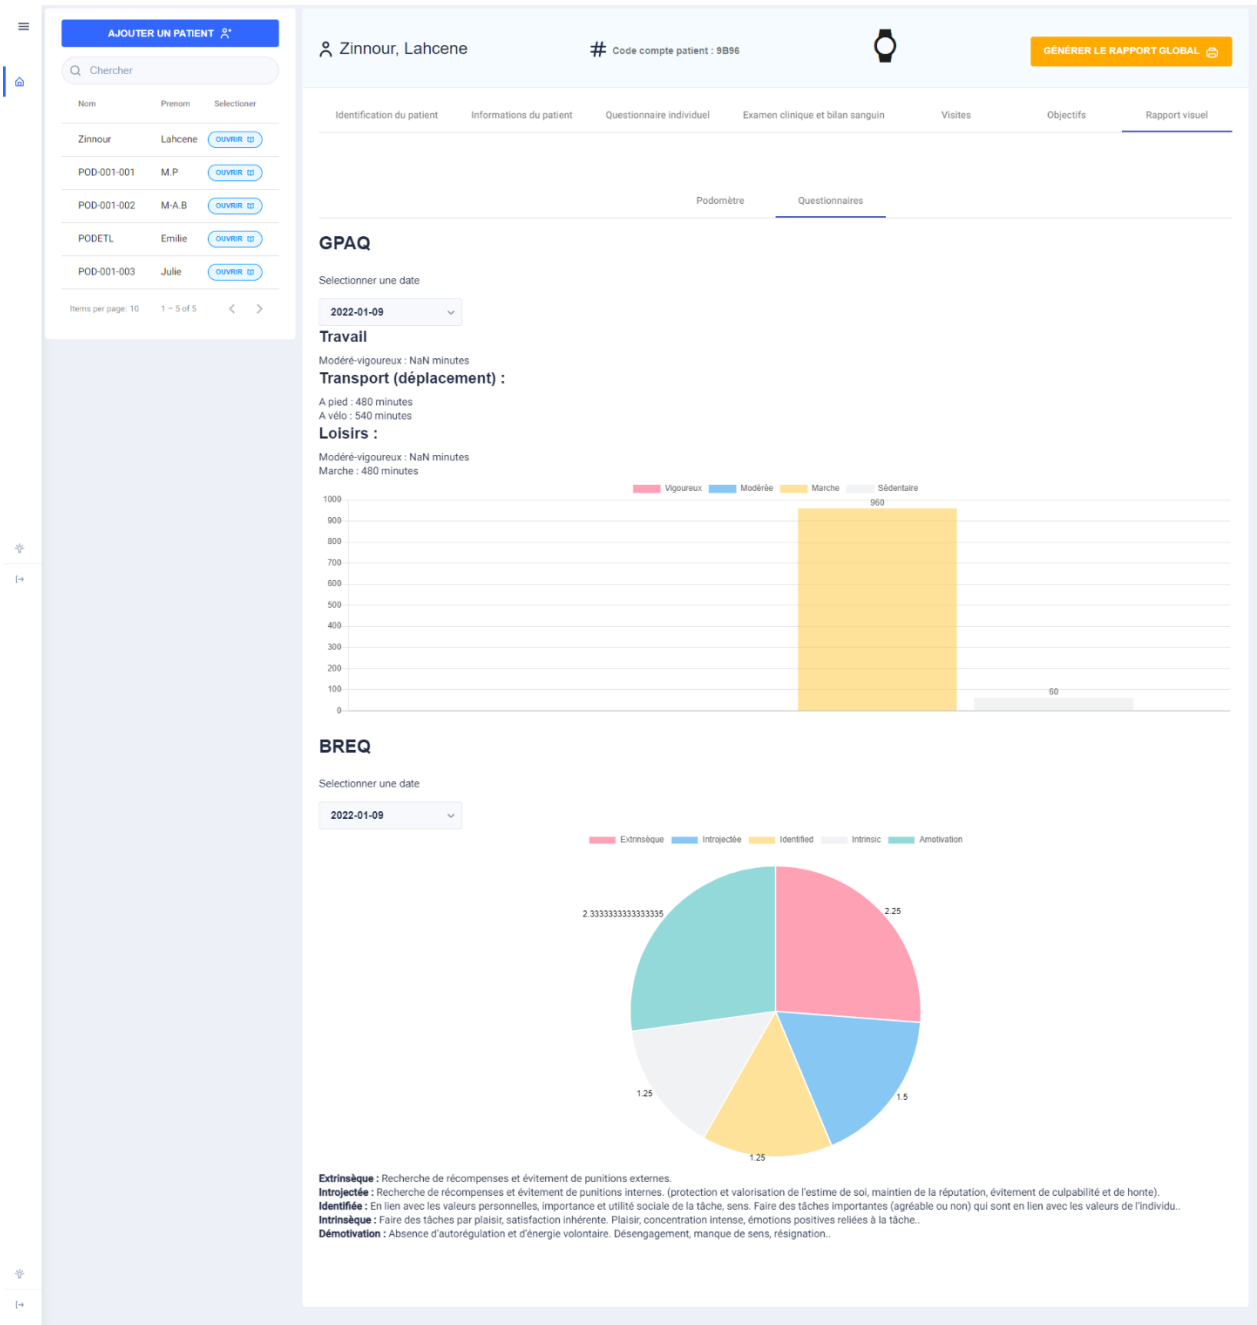 AJOUTER UN PATIENT
Chercher
Nom Prenom Selectioner
Zinnour Lahcene OUVRIR
POD-001-001 M.P OUVRIR
POD-001-002 M-A.B OUVRIR
PODETL Emilie OUVRIR
POD-001-003 Julie OUVRIR
Items per page: 10 1 – 5 of 5
Zinnour, Lahcene
# Code compte patient : 9B96
GÉNÉRER LE RAPPORT GLOBAL
Identification du patient Informations du patient Questionnaire individuel Examen clinique et bilan sanguin Visites Objectifs Rapport visuel
Podomètre Questionnaires
GPAQ
Selectionner une date
2022-01-09
Travail
Modéré-vigoureux : NaN minutes
Transport (déplacement) :
A pied : 480 minutes
A vélo : 540 minutes
Loisirs :
Modéré-vigoureux : NaN minutes
Marche : 480 minutes
Vigoureux Modérée Marche Sédentaire
1000
960
900
800
700
600
500
400
300
200
100
60
0
BREQ
Selectionner une date
2022-01-09
Extrinsèque Introjectée Identified Intrinsic Amotivation
2.3333333333333335
2.25
1.25
1.5
1.25
Extrinsèque : Recherche de récompenses et évitement de punitions externes.
Introjectée : Recherche de récompenses et évitement de punitions internes. (protection et valorisation de l'estime de soi, maintien de la réputation, évitement de culpabilité et de honte).
Identifiée : En lien avec les valeurs personnelles, importance et utilité sociale de la tâche, sens. Faire des tâches importantes (agréable ou non) qui sont en lien avec les valeurs de l'individu..
Intrinsèque : Faire des tâches par plaisir, satisfaction inhérente. Plaisir, concentration intense, émotions positives reliées à la tâche..
Démotivation : Absence d'autorégulation et d'énergie volontaire. Désengagement, manque de sens, résignation..